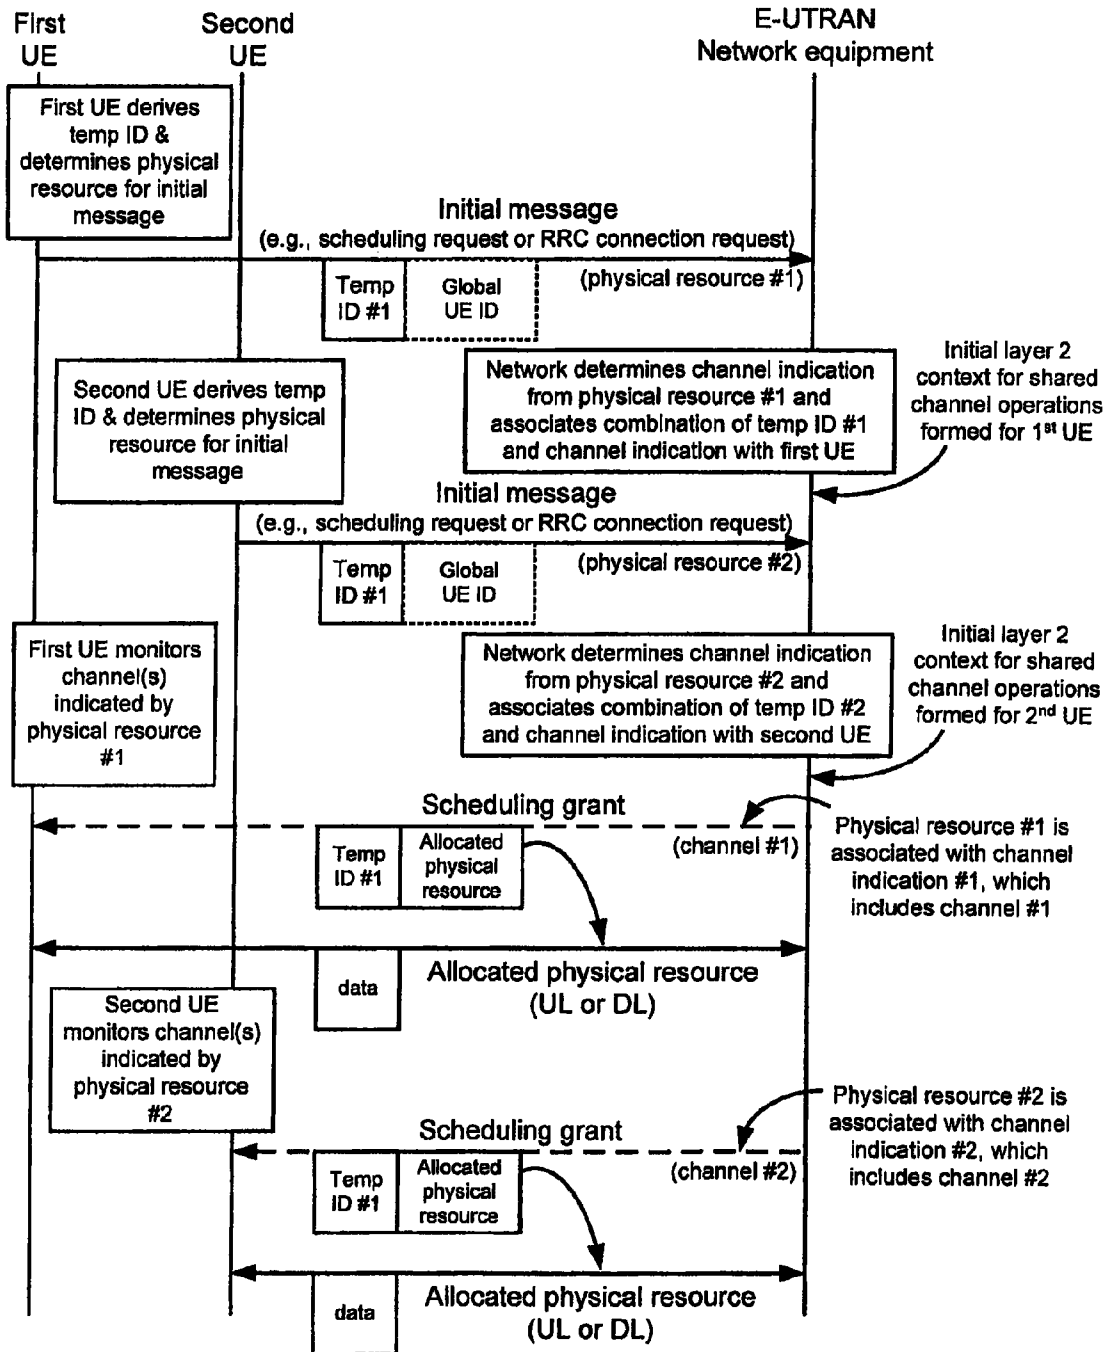 First
UE
Second
UE
E-UTRAN
Network equipment
First UE derives
temp ID &
determines physical
resource for initial
message
Initial message
(e.g., scheduling request or RRC connection request)
(physical resource #1)
Temp
ID #1
Global
UE ID
Network determines channel indication
from physical resource #1 and
associates combination of temp ID #1
and channel indication with first UE
Initial layer 2
context for shared
channel operations
formed for 1st UE
Second UE derives temp
ID & determines physical
resource for initial
message
Initial message
(e.g., scheduling request or RRC connection request)
(physical resource #2)
Temp
ID #1
Global
UE ID
First UE monitors
channel(s)
indicated by
physical resource
#1
Network determines channel indication
from physical resource #2 and
associates combination of temp ID #2
and channel indication with second UE
Initial layer 2
context for shared
channel operations
formed for 2nd UE
Scheduling grant
(channel #1)
Temp
ID #1
Allocated
physical
resource
Physical resource #1 is
associated with channel
indication #1, which
includes channel #1
data
Allocated physical resource
(UL or DL)
Second UE
monitors channel(s)
indicated by
physical resource
#2
Scheduling grant
(channel #2)
Temp
ID #1
Allocated
physical
resource
Physical resource #2 is
associated with channel
indication #2, which
includes channel #2
data
Allocated physical resource
(UL or DL)